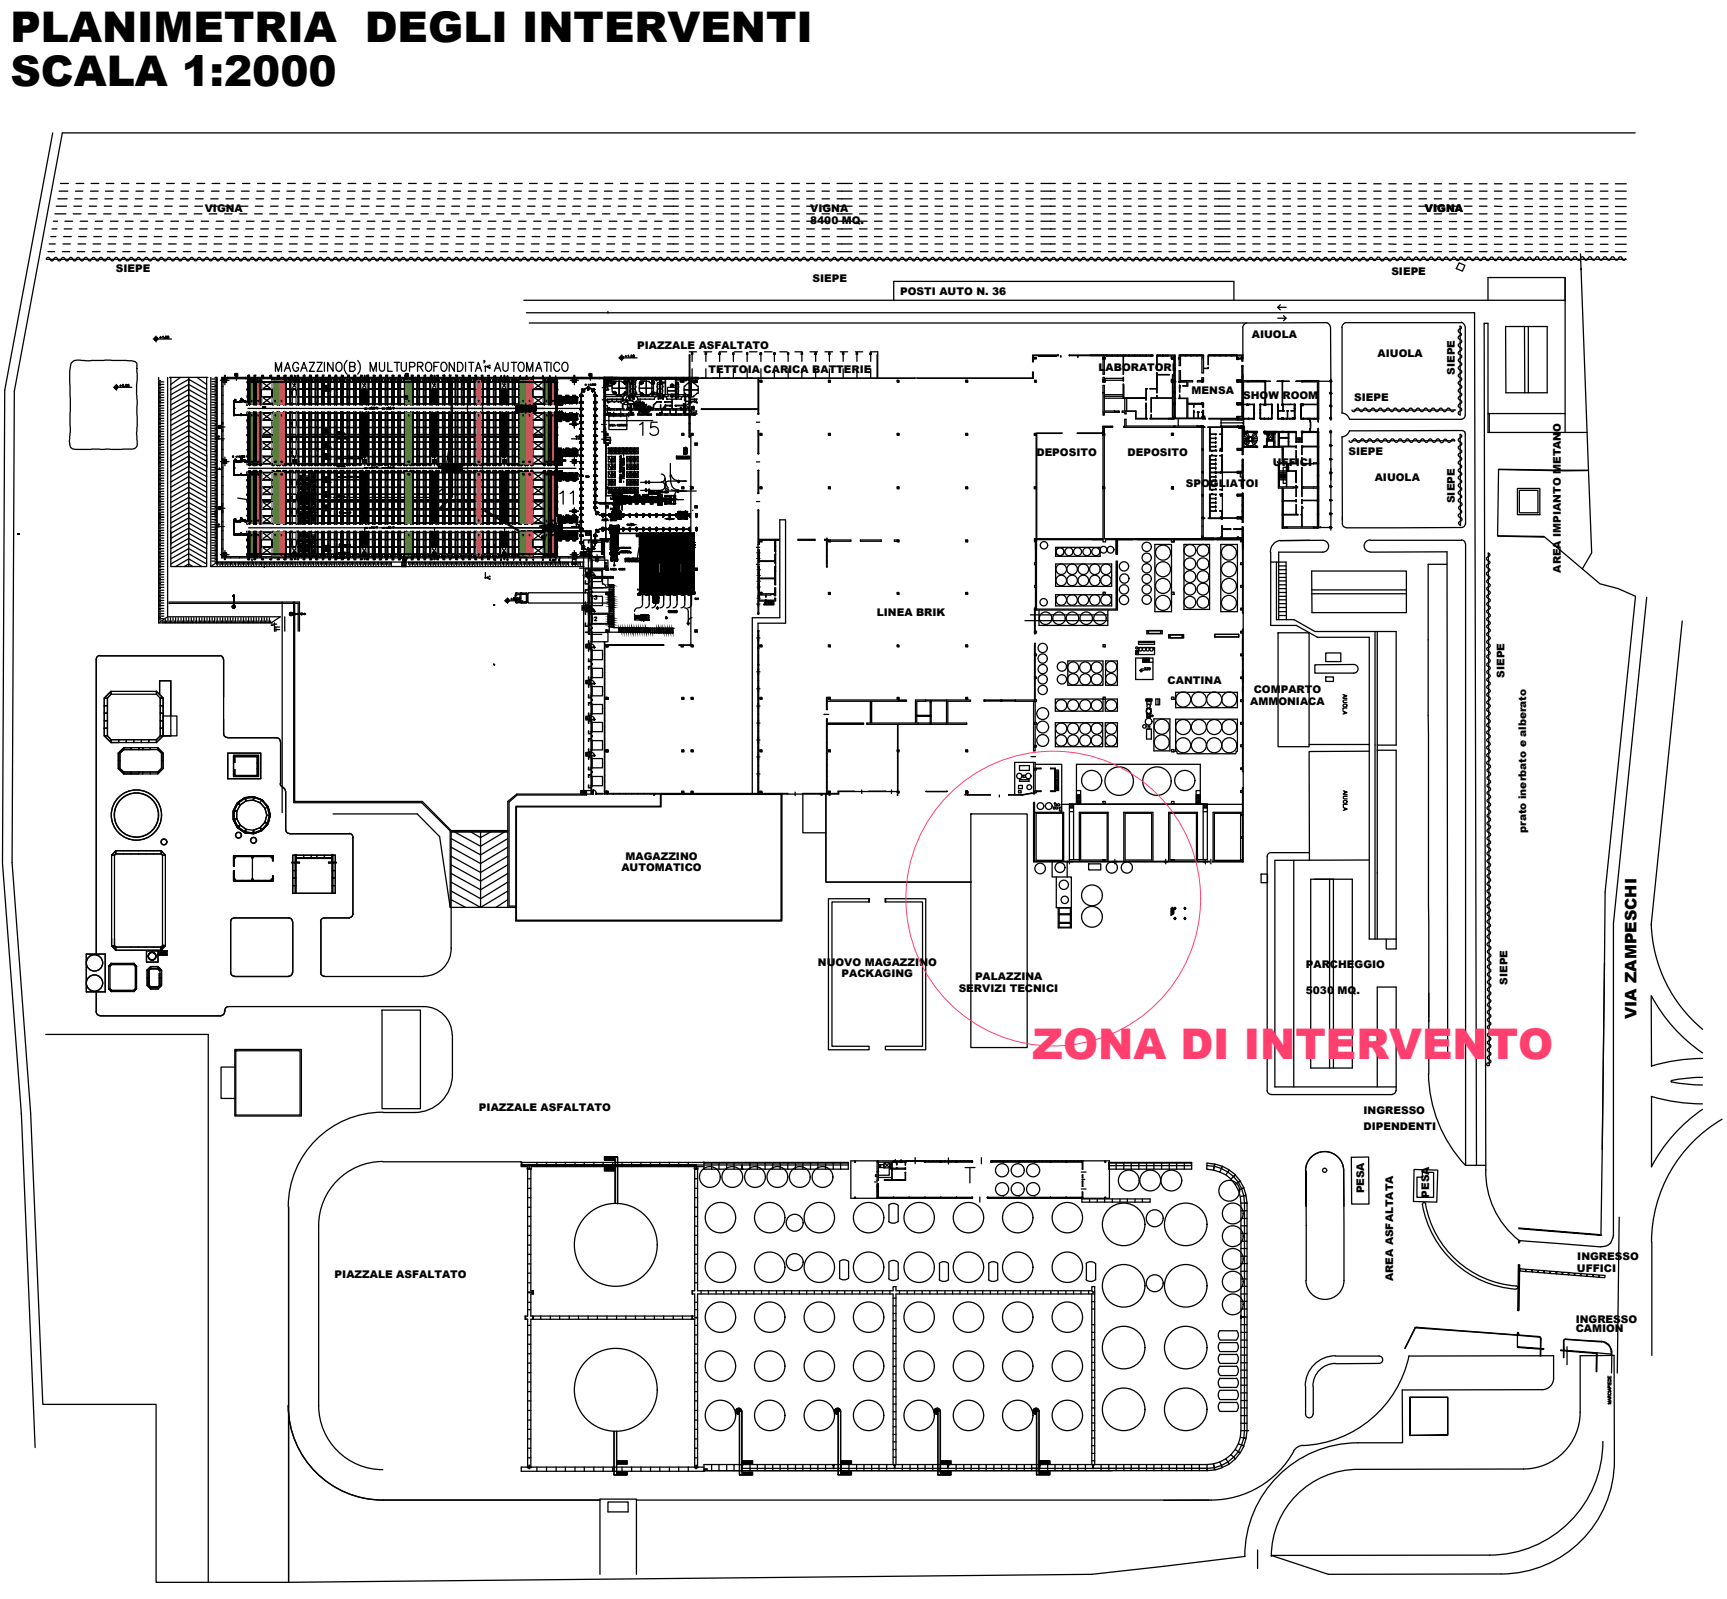 PLANIMETRIA DEGLI INTERVENTI
SCALA 1:2000
VIGNA
VIGNA
8400 MQ.
VIGNA
SIEPE
SIEPE
SIEPE
POSTI AUTO N. 36
AIUOLA
PIAZZALE ASFALTATO
AIUOLA
SIEPE
MAGAZZINO(B) MULTUPROFONDITA' AUTOMATICO
TETTOIA CARICA BATTERIE
LABORATORI
MENSA
SHOW ROOM
SIEPE
15
DEPOSITO
DEPOSITO
UFFICI
SIEPE
AIUOLA
SIEPE
SPOGLIATOI
11
AREA IMPIANTO METANO
LINEA BRIK
CANTINA
COMPARTO
AMMONIACA
AIUOLA
SIEPE
prato inerbato e alberato
AIUOLA
MAGAZZINO
AUTOMATICO
NUOVO MAGAZZINO
PACKAGING
PALAZZINA
SERVIZI TECNICI
PARCHEGGIO
5030 MQ.
SIEPE
VIA ZAMPESCHI
ZONA DI INTERVENTO
PIAZZALE ASFALTATO
INGRESSO
DIPENDENTI
PESA
PESA
AREA ASFALTATA
PIAZZALE ASFALTATO
INGRESSO
UFFICI
INGRESSO
CAMION